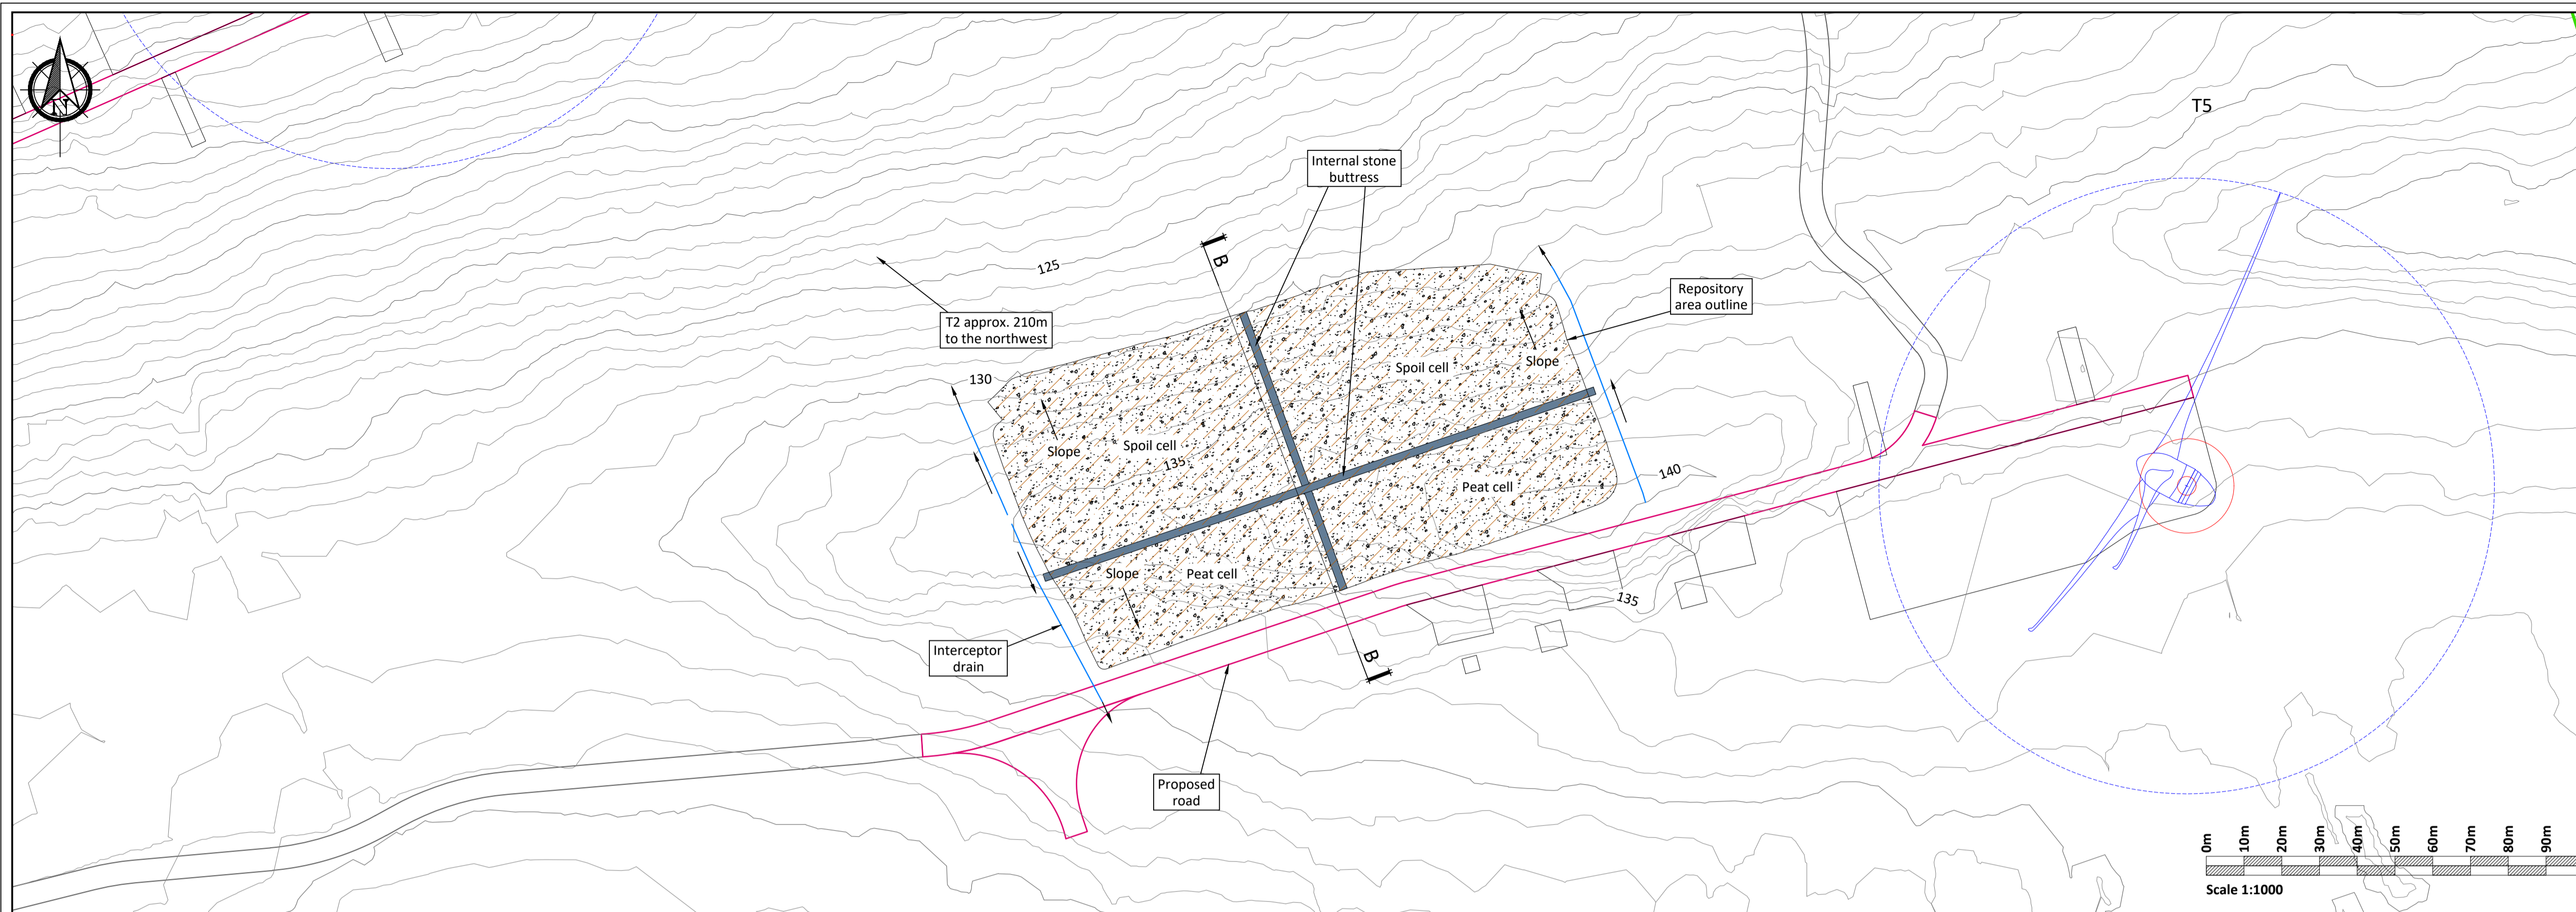 N
T5
Internal stone
buttress
B
125
Repository
area outline
T2 approx. 210m
to the northwest
Slope
Spoil cell
130
Spoil cell
Slope
135
140
Peat cell
Slope
Peat cell
135
Interceptor
drain
B
Proposed
road
0m
10m
20m
30m
40m
50m
60m
70m
80m
90m
Scale 1:1000